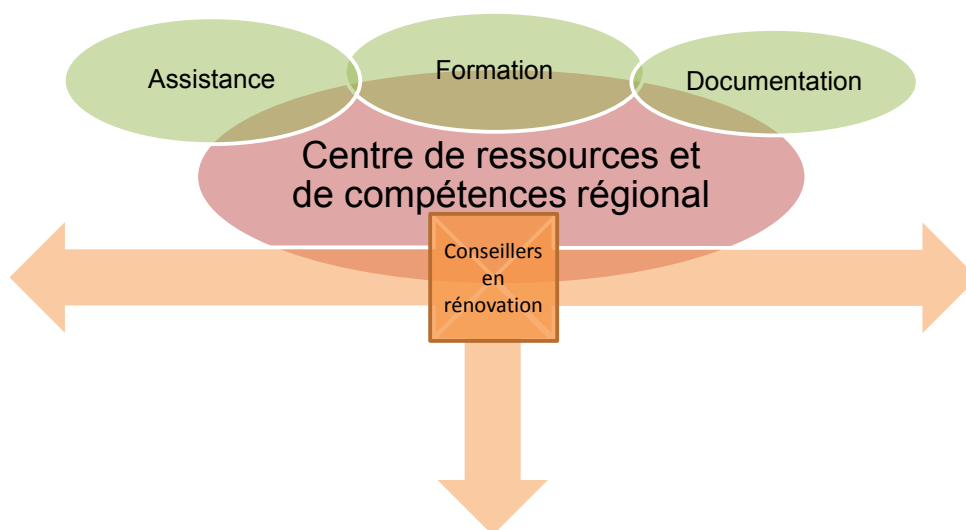 Assistance
Formation
Documentation
Centre de ressources et
de compétences régional
Conseillers
en
rénovation